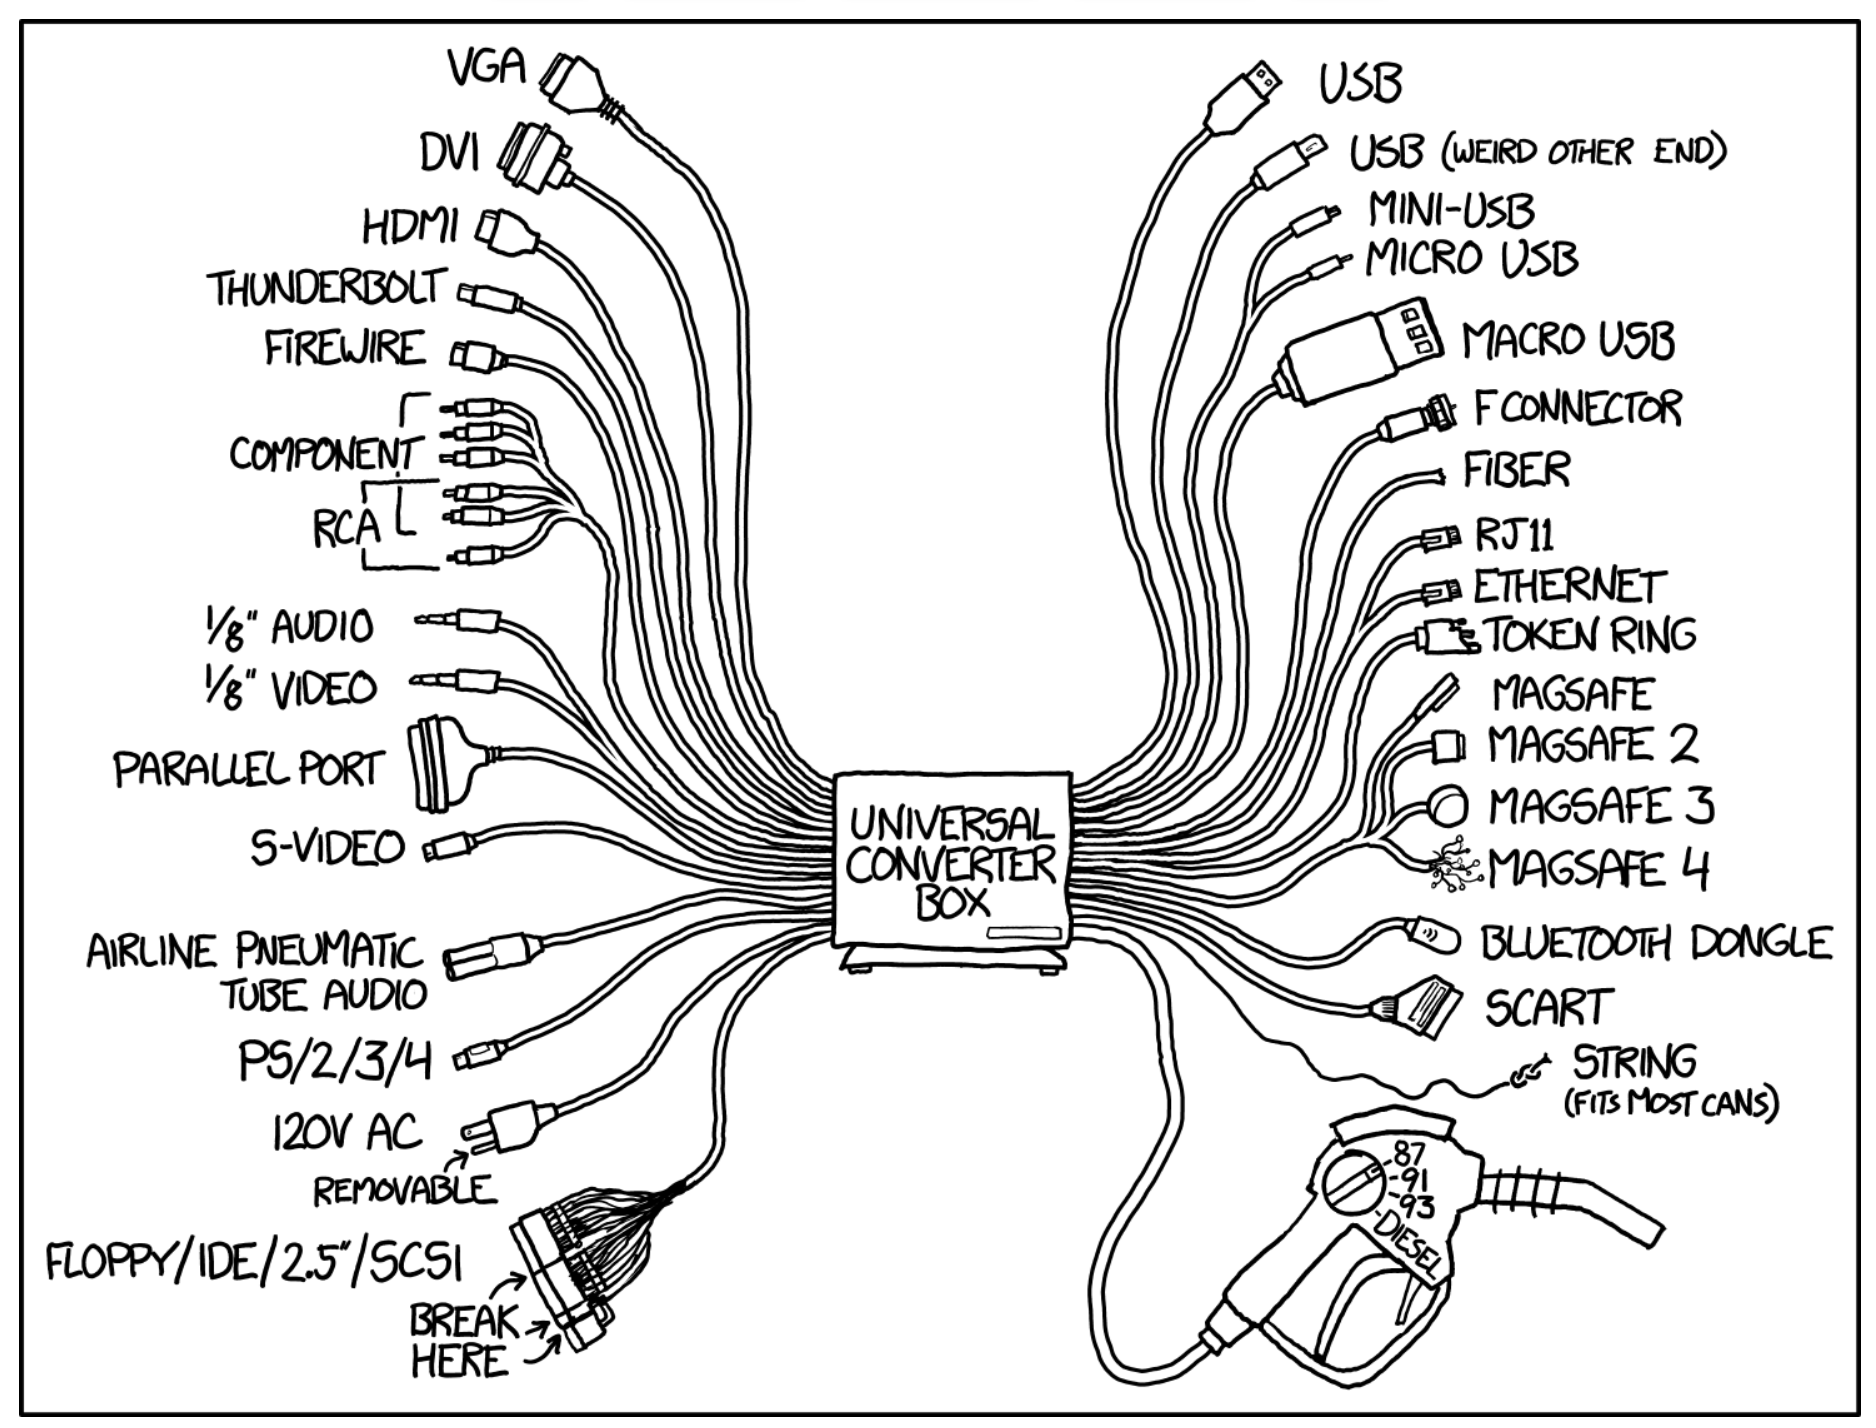 VGA
DVI
HDMI
THUNDERBOLT
FIREWIRE
COMPONENT
RCA
1/8" AUDIO
1/8" VIDEO
PARALLEL PORT
S-VIDEO
AIRLINE PNEUMATIC
TUBE AUDIO
PS/2/3/4
120V AC
REMOVABLE
FLOPPY/IDE/2.5"/SCSI
BREAK
HERE
UNIVERSAL
CONVERTER
BOX
USB
USB (WEIRD OTHER END)
MINI-USB
MICRO USB
MACRO USB
F CONNECTOR
FIBER
RJ11
ETHERNET
TOKEN RING
MAGSAFE
MAGSAFE 2
MAGSAFE 3
MAGSAFE 4
BLUETOOTH DONGLE
SCART
STRING
(FITS MOST CANS)
87
91
93
DIESEL